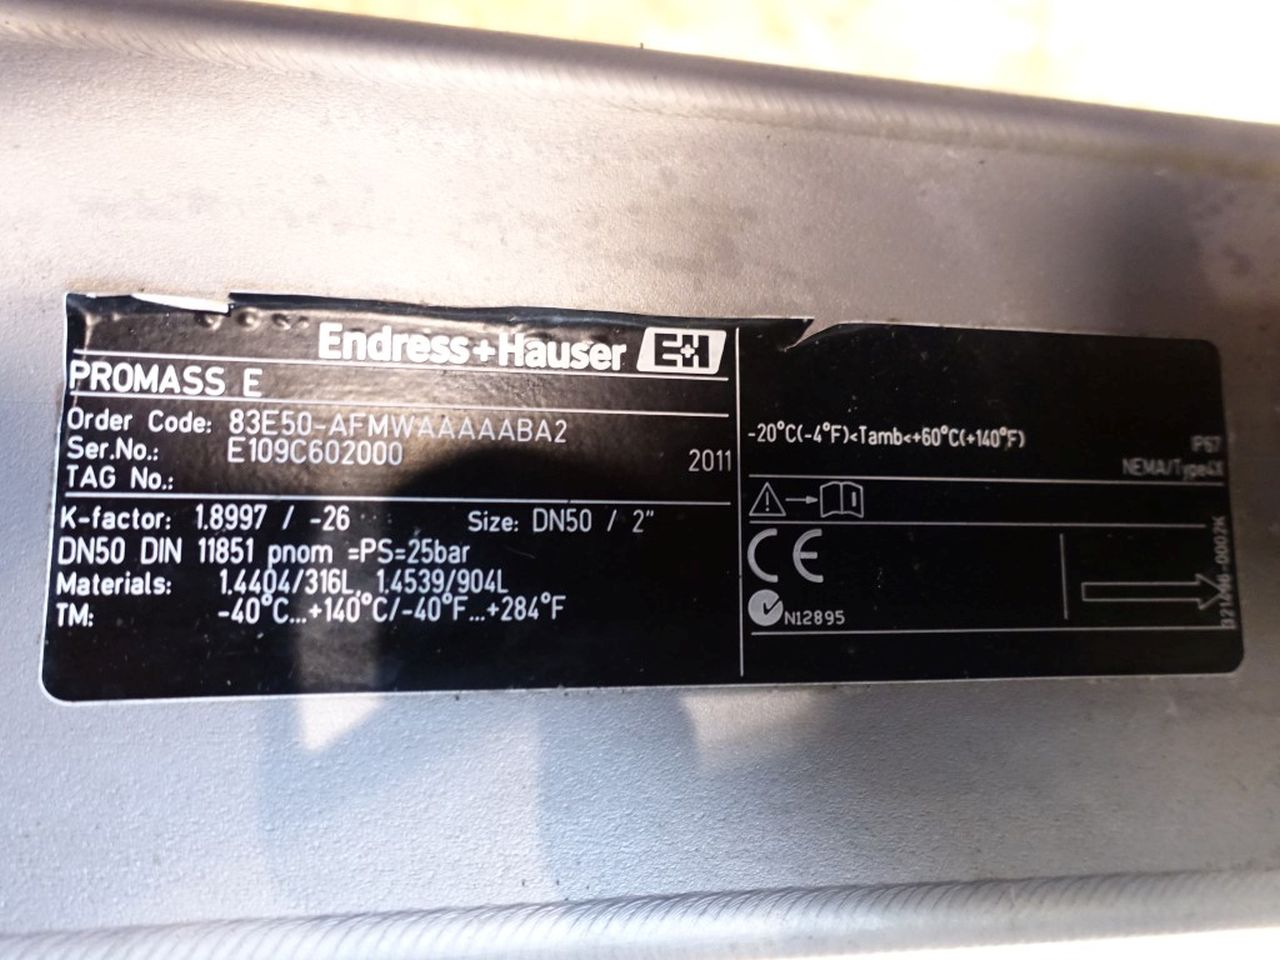 Endress+Hauser E+H
PROMASS E
Order Code: 83E50-AFMWAAAAABA2
Ser.No.: E109C602000
2011
TAG No.:
K-factor: 1.8997 / -26 Size: DN50 / 2"
DN50 DIN 11851 pnom =PS=25bar
Materials: 1.4404/316L, 1.4539/904L
TM: -40°C...+140°C/-40°F...+284°F
-20°C(-4°F)<Tamb<+60°C(+140°F)
IP67
NEMA/Type4X
CE
N12895